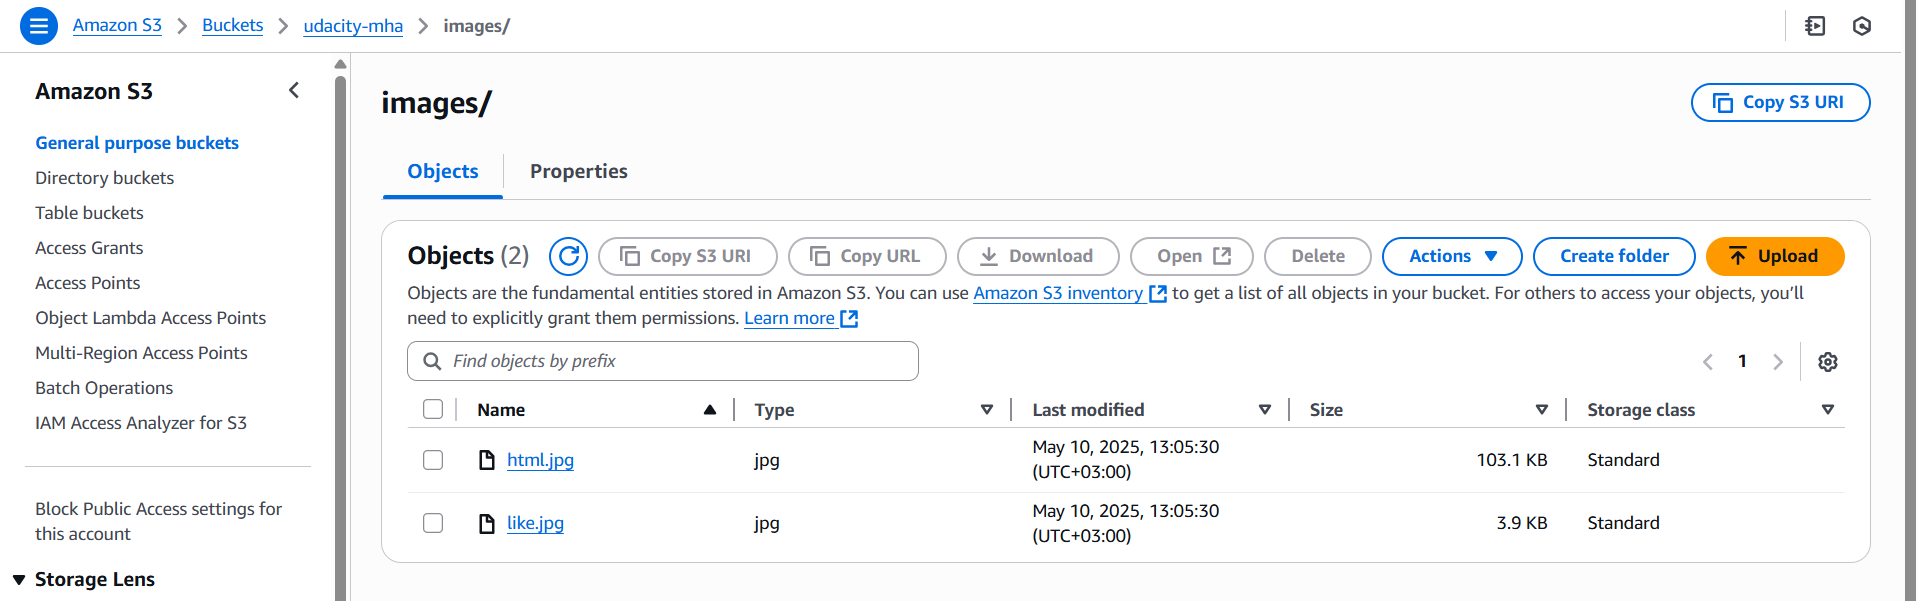 Amazon S3 > Buckets > udacity-mha > images/
Amazon S3
General purpose buckets
Directory buckets
Table buckets
Access Grants
Access Points
Object Lambda Access Points
Multi-Region Access Points
Batch Operations
IAM Access Analyzer for S3
Block Public Access settings for
this account
Storage Lens
images/
Copy S3 URI
Objects Properties
Objects (2) Copy S3 URI Copy URL Download Open Delete Actions Create folder Upload
Objects are the fundamental entities stored in Amazon S3. You can use Amazon S3 inventory to get a list of all objects in your bucket. For others to access your objects, you’ll
need to explicitly grant them permissions. Learn more
Find objects by prefix
1
Name Type Last modified Size Storage class
html.jpg jpg May 10, 2025, 13:05:30 (UTC+03:00) 103.1 KB Standard
like.jpg jpg May 10, 2025, 13:05:30 (UTC+03:00) 3.9 KB Standard